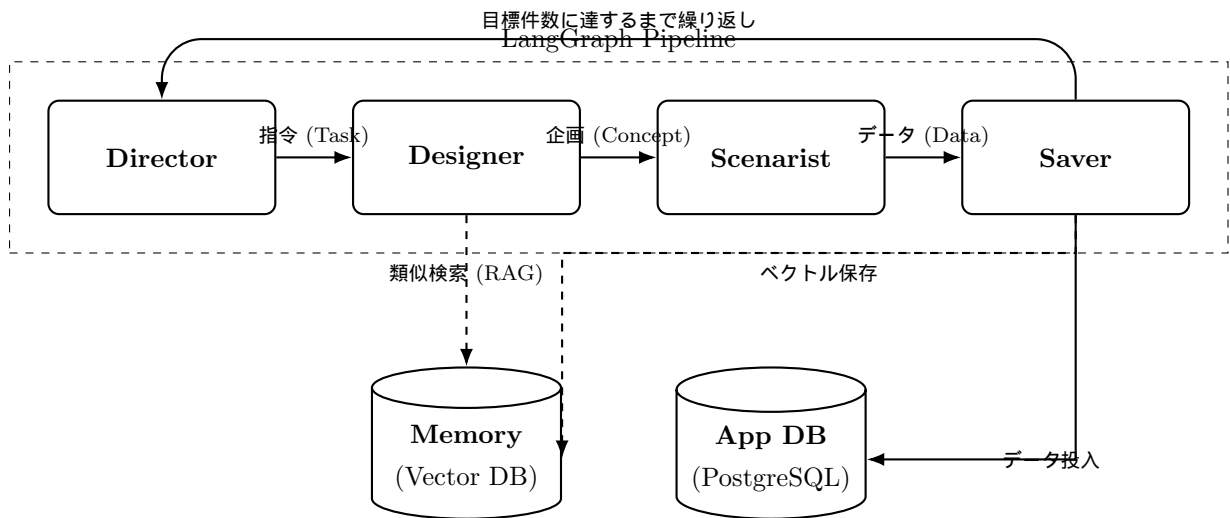 目標件数に達するまで繰り返し
LangGraph Pipeline
指令 (Task)
企画 (Concept)
データ (Data)
Director
Designer
Scenarist
Saver
類似検索 (RAG)
ベクトル保存
Memory
(Vector DB)
App DB
(PostgreSQL)
データ投入